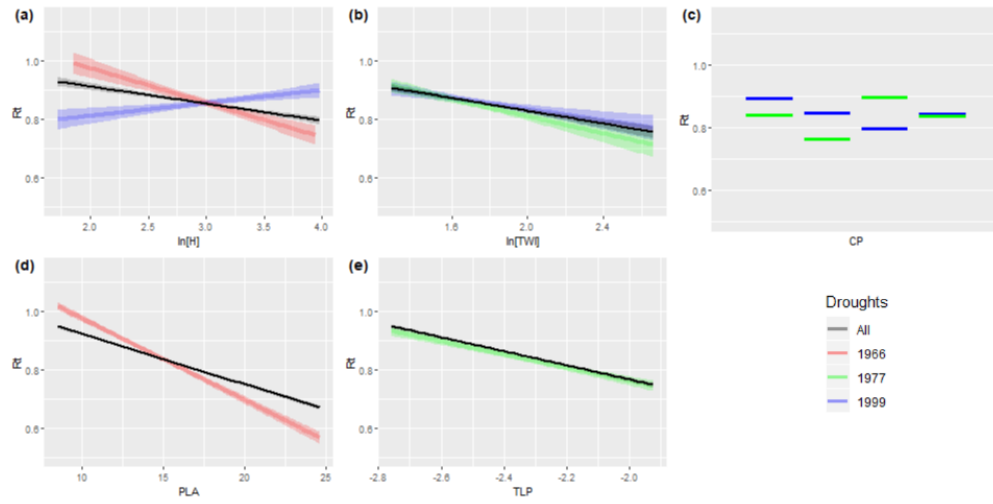 (a)
1.0
0.8
0.6
Rt
2.0 2.5 3.0 3.5 4.0
ln[H]
(b)
1.0
0.8
0.6
Rt
1.6 2.0 2.4
ln[TWI]
(c)
1.0
0.8
0.6
Rt
CP
(d)
1.0
0.8
0.6
Rt
10 15 20 25
PLA
(e)
1.0
0.8
0.6
Rt
-2.8 -2.6 -2.4 -2.2 -2.0
TLP
Droughts
All
1966
1977
1999